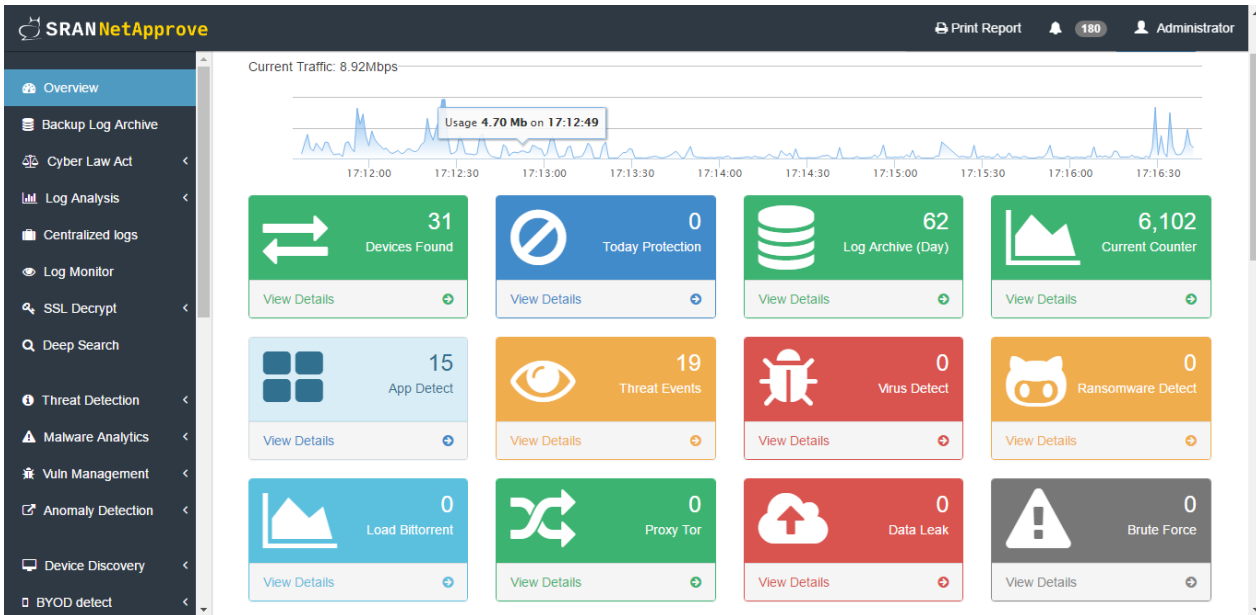 SRAN NetApprove
Print Report
180
Administrator
Overview
Backup Log Archive
Cyber Law Act
Log Analysis
Centralized logs
Log Monitor
SSL Decrypt
Deep Search
Threat Detection
Malware Analytics
Vuln Management
Anomaly Detection
Device Discovery
BYOD detect
Current Traffic: 8.92Mbps
Usage 4.70 Mb on 17:12:49
17:12:00 17:12:30 17:13:00 17:13:30 17:14:00 17:14:30 17:15:00 17:15:30 17:16:00 17:16:30
31
Devices Found
View Details
0
Today Protection
View Details
62
Log Archive (Day)
View Details
6,102
Current Counter
View Details
15
App Detect
View Details
19
Threat Events
View Details
0
Virus Detect
View Details
0
Ransomware Detect
View Details
0
Load Bittorrent
View Details
0
Proxy Tor
View Details
0
Data Leak
View Details
0
Brute Force
View Details